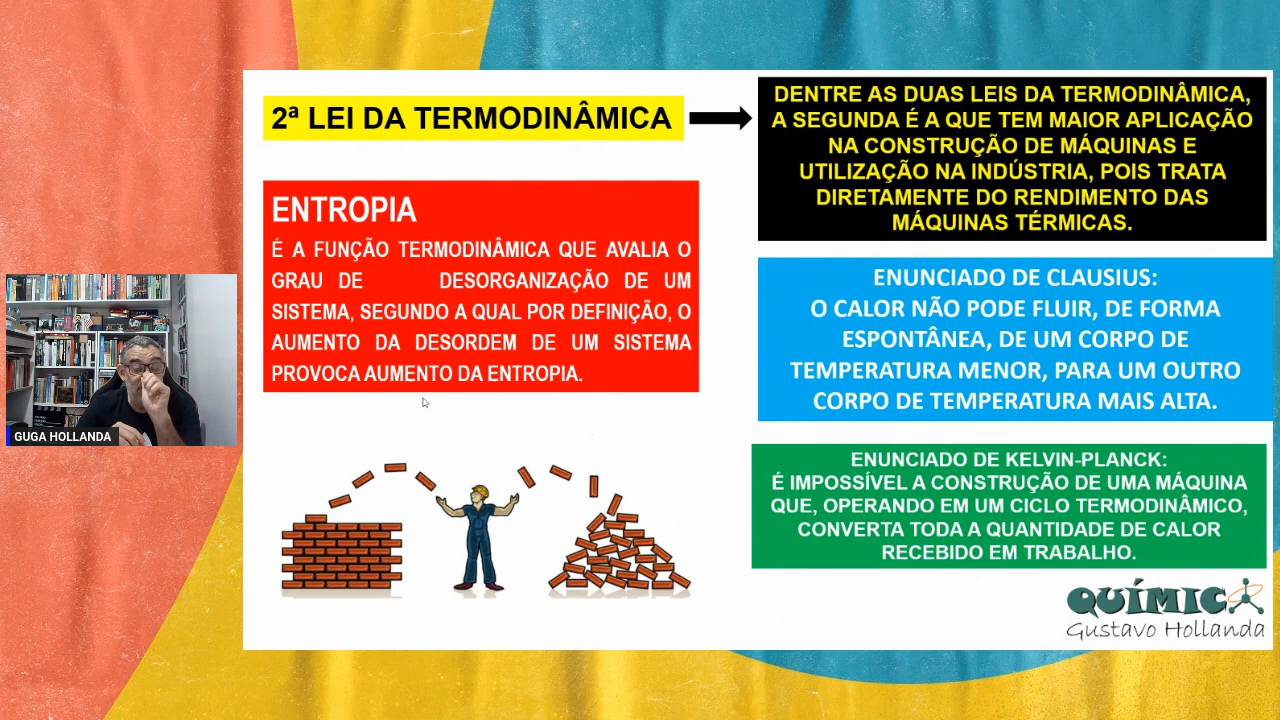 2ª LEI DA TERMODINÂMICA
ENTROPIA
É A FUNÇÃO TERMODINÂMICA QUE AVALIA O
GRAU DE DESORGANIZAÇÃO DE UM
SISTEMA, SEGUNDO A QUAL POR DEFINIÇÃO, O
AUMENTO DA DESORDEM DE UM SISTEMA
PROVOCA AUMENTO DA ENTROPIA.
DENTRE AS DUAS LEIS DA TERMODINÂMICA,
A SEGUNDA É A QUE TEM MAIOR APLICAÇÃO
NA CONSTRUÇÃO DE MÁQUINAS E
UTILIZAÇÃO NA INDÚSTRIA, POIS TRATA
DIRETAMENTE DO RENDIMENTO DAS
MÁQUINAS TÉRMICAS.
ENUNCIADO DE CLAUSIUS:
O CALOR NÃO PODE FLUIR, DE FORMA
ESPONTÂNEA, DE UM CORPO DE
TEMPERATURA MENOR, PARA UM OUTRO
CORPO DE TEMPERATURA MAIS ALTA.
ENUNCIADO DE KELVIN-PLANCK:
É IMPOSSÍVEL A CONSTRUÇÃO DE UMA MÁQUINA
QUE, OPERANDO EM UM CICLO TERMODINÂMICO,
CONVERTA TODA A QUANTIDADE DE CALOR
RECEBIDO EM TRABALHO.
QUÍMICA
Gustavo Hollanda
GUGA HOLLANDA